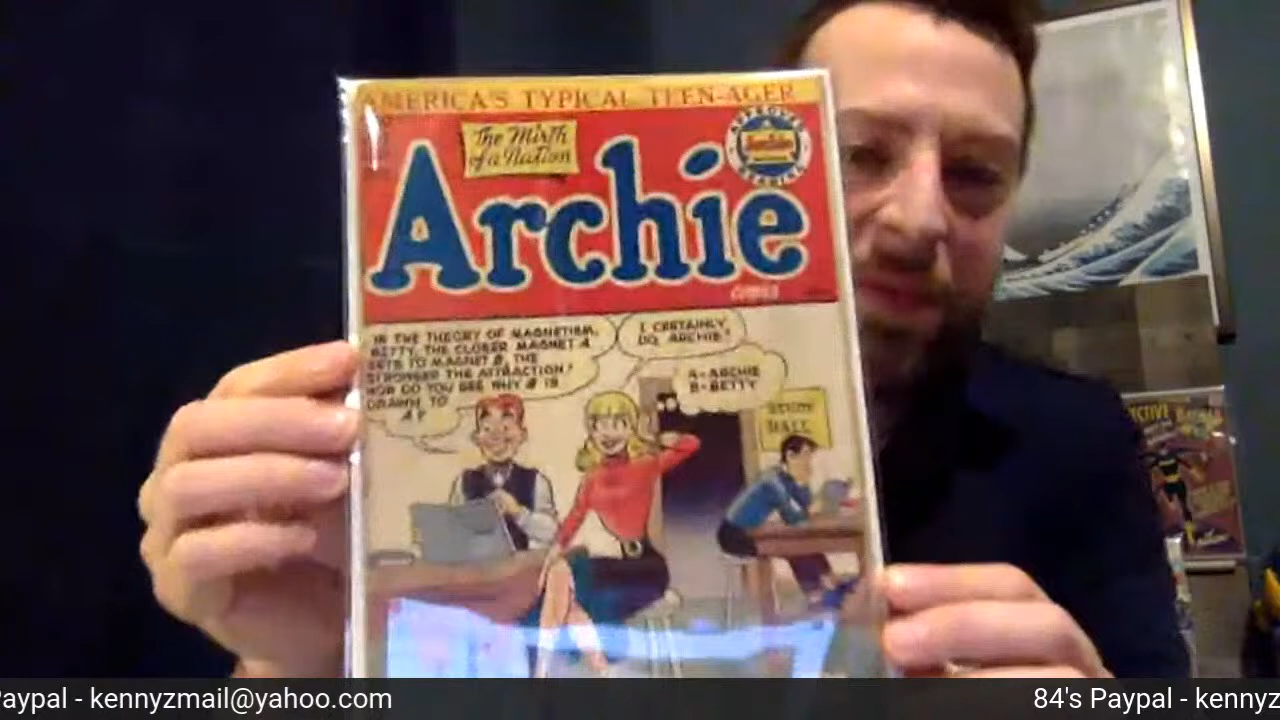 AMERICA'S TYPICAL TEEN-AGER
The Mirth
of a Nation
APPROVED
READING
Archie
COMICS
IN THE THEORY OF MAGNETISM,
BETTY, THE CLOSER MAGNET A
GETS TO MAGNET B, THE
STRONGER THE ATTRACTION!
NOW DO YOU SEE WHY B IS
DRAWN TO
A?
I CERTAINLY
DO, ARCHIE!
A=ARCHIE
B=BETTY
STUDY
HALL
Paypal - kennyzmail@yahoo.com
84's Paypal - kennyz